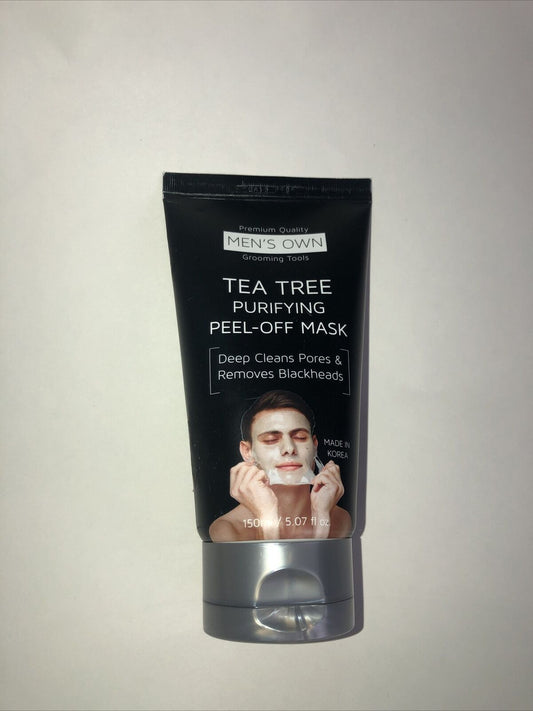 Premium Quality
MEN'S OWN
Grooming Tools
TEA TREE
PURIFYING
PEEL-OFF MASK
Deep Cleans Pores &
Removes Blackheads
MADE IN
KOREA
/ 5.07 fl oz